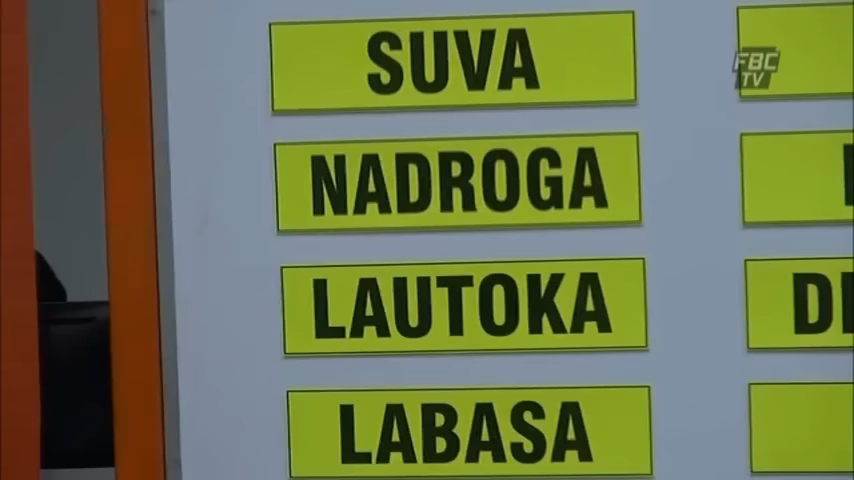 SUVA
FBC
TV
NADROGA
LAUTOKA
LABASA